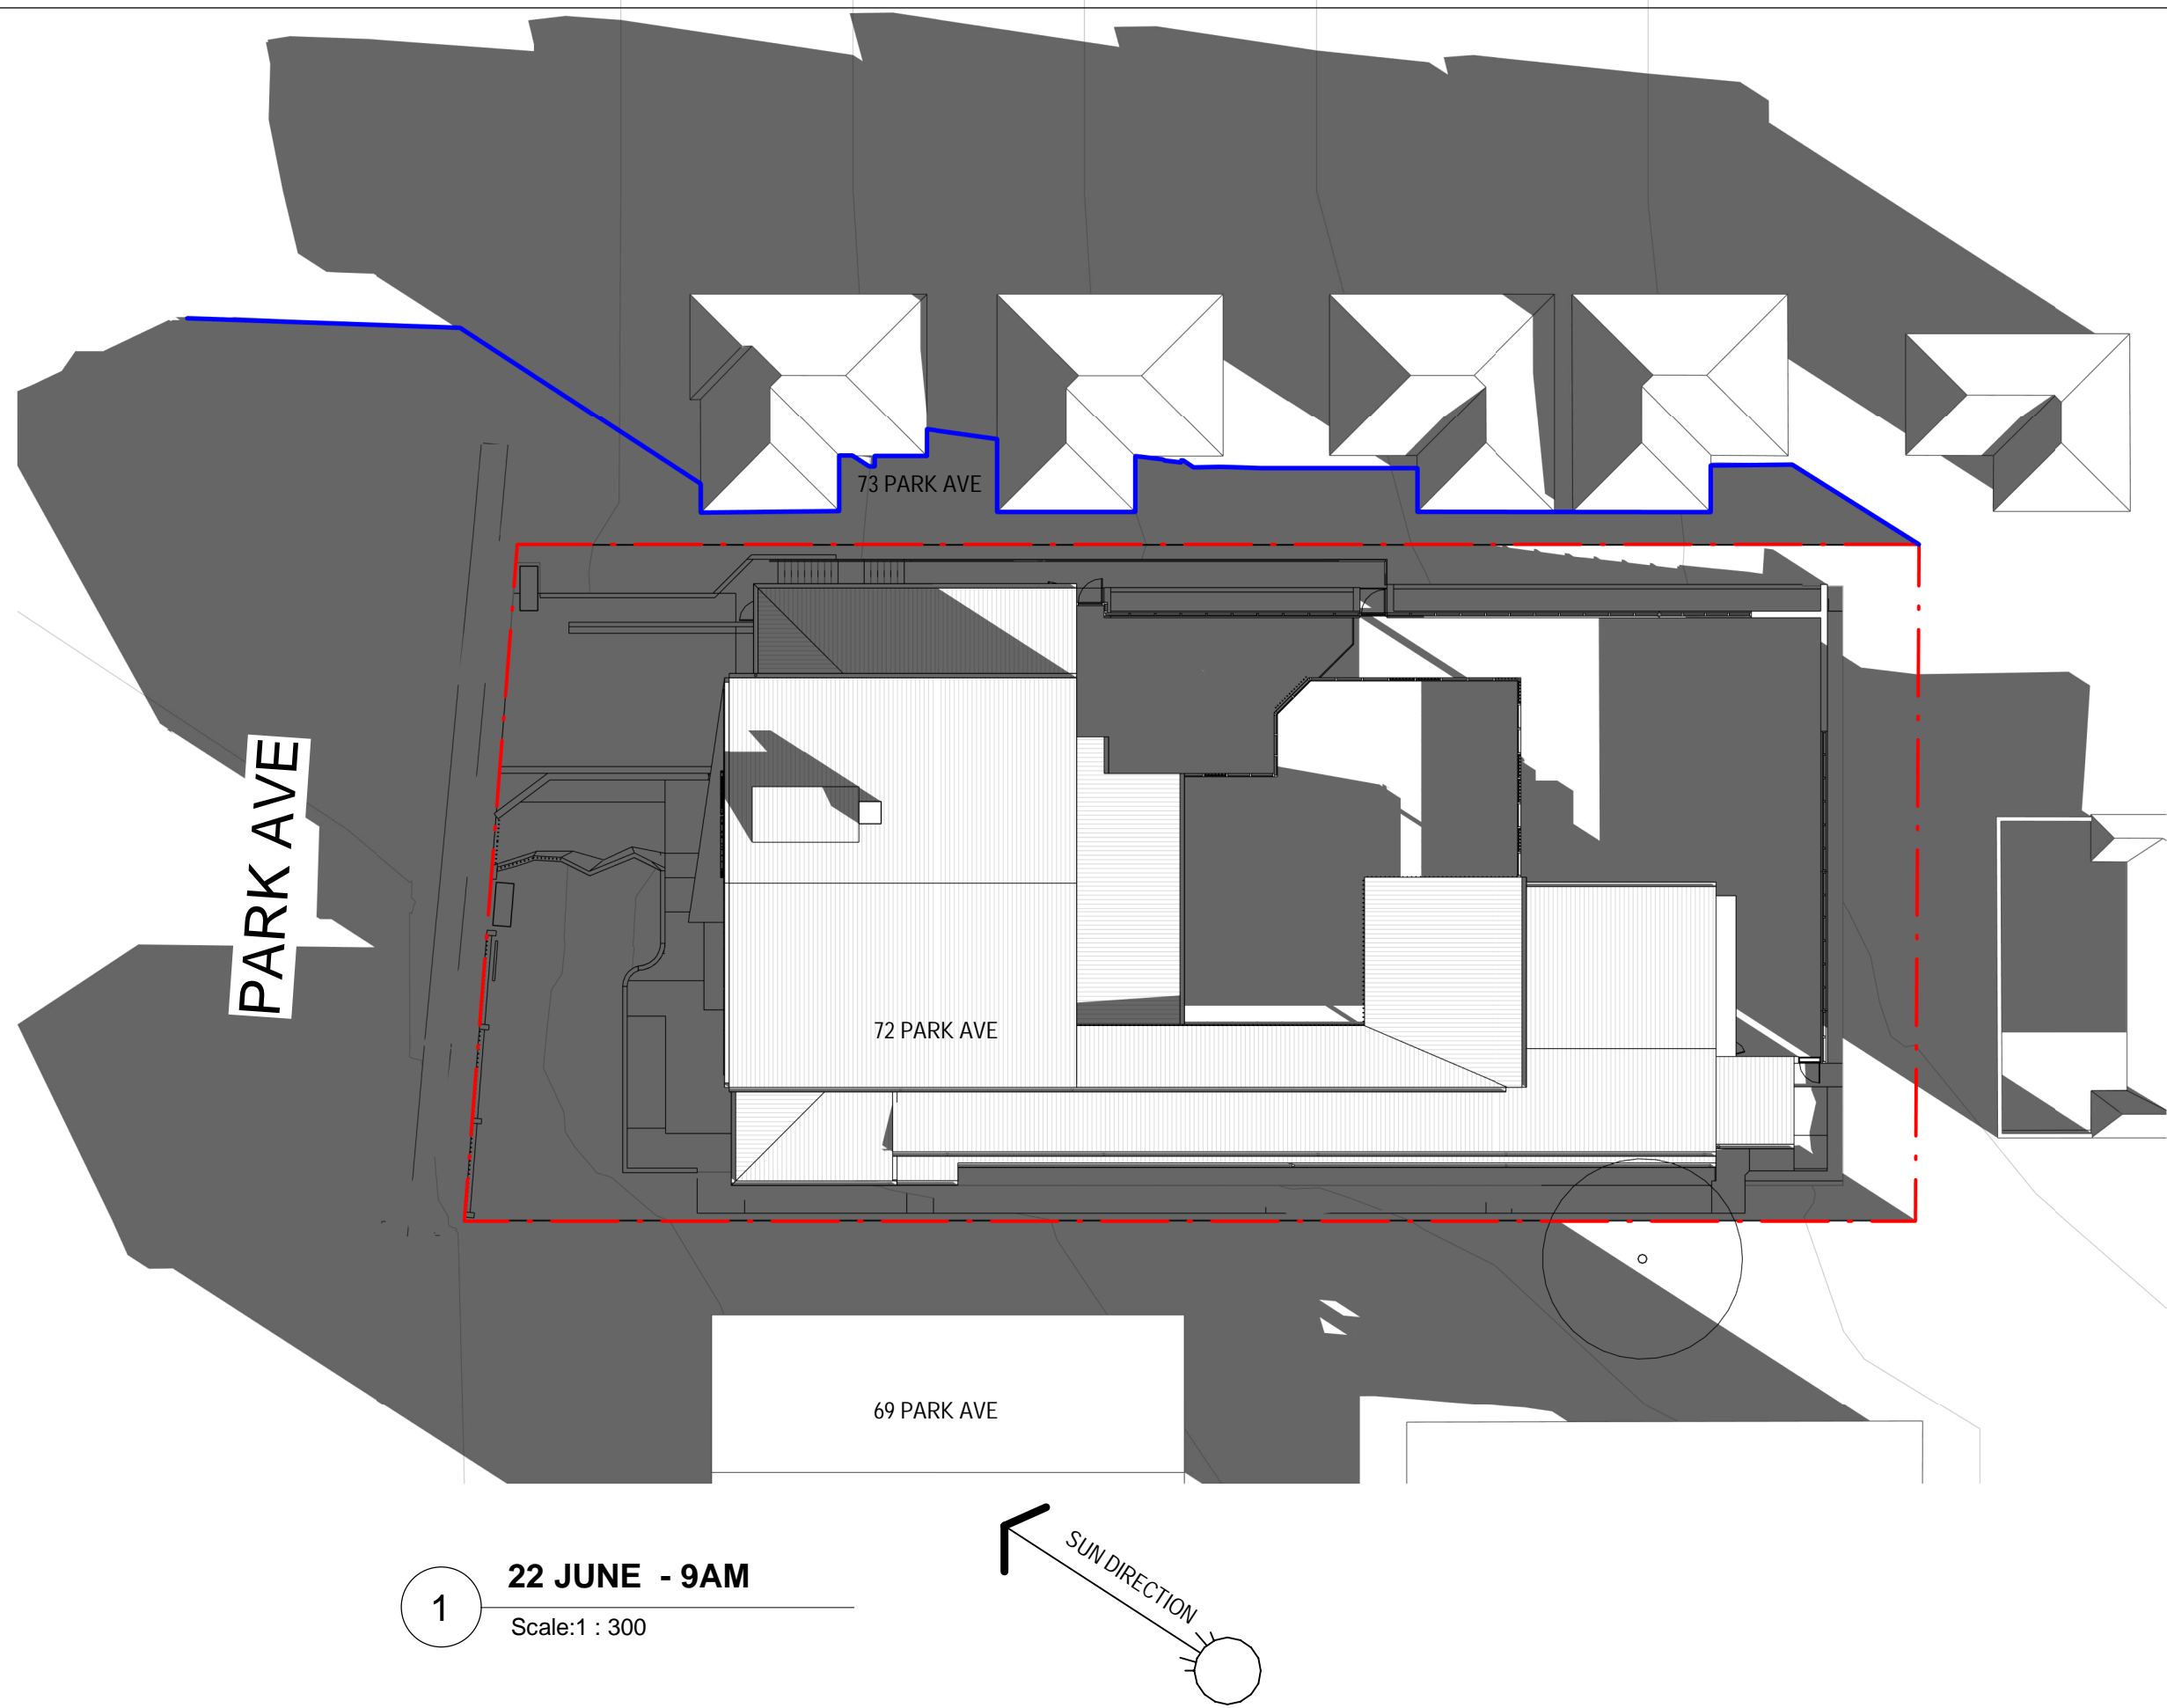 73 PARK AVE
PARK AVE
72 PARK AVE
69 PARK AVE
SUN DIRECTION
1
22 JUNE - 9AM
Scale:1 : 300